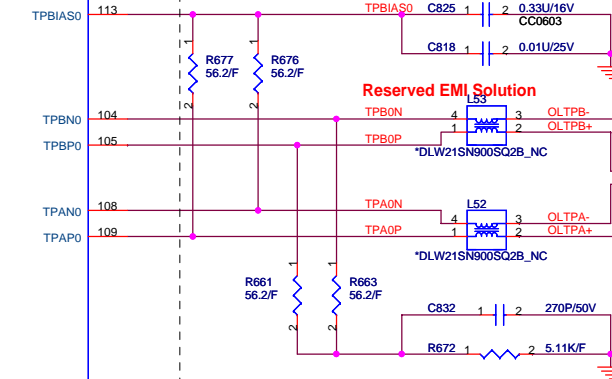 TPBIAS0 113 TPBIAS0 C825 1 2 0.33U/16V
CC0603
C818 1 2 0.01U/25V
1 1
R677 R676
56.2/F 56.2/F
2 2
Reserved EMI Solution
L53
TPBN0 104 TPB0N 4 3 OLTPB-
TPBP0 105 TPB0P 1 2 OLTPB+
*DLW21SN900SQ2B_NC
L52
TPAN0 108 TPA0N 4 3 OLTPA-
TPAP0 109 TPA0P 1 2 OLTPA+
*DLW21SN900SQ2B_NC
1 1
R661 R663
56.2/F 56.2/F
2 2
C832 1 2 270P/50V
R672 1 2 5.11K/F